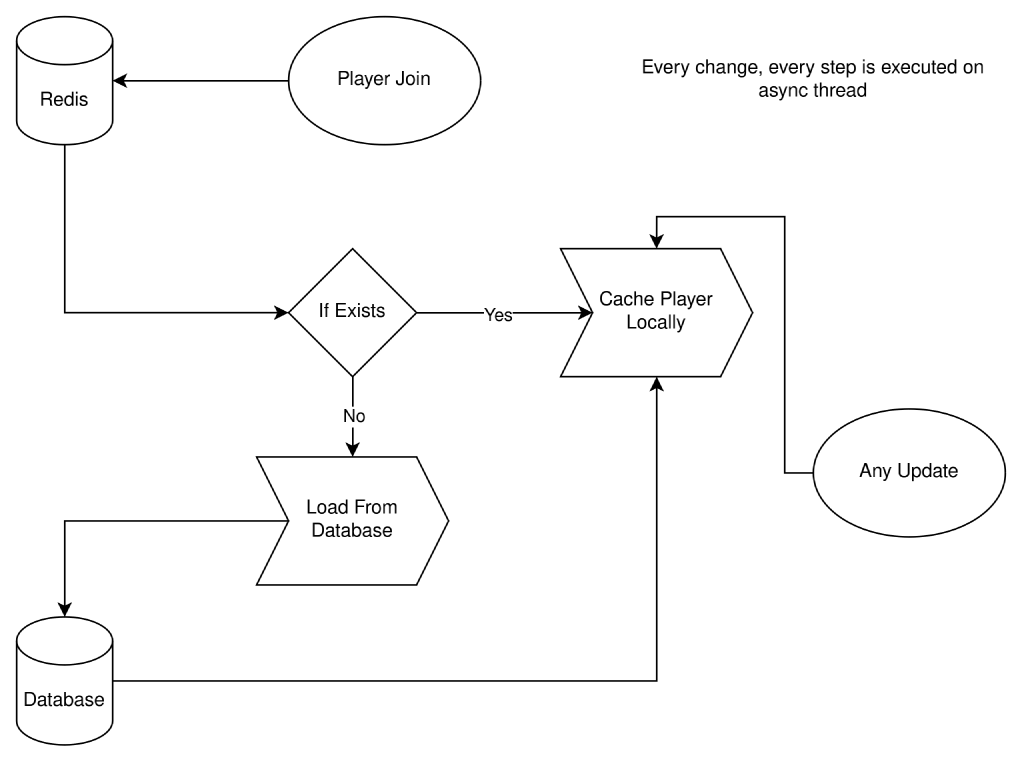 Player Join
Redis
Every change, every step is executed on
async thread
If Exists
Yes
Cache Player
Locally
No
Any Update
Load From
Database
Database